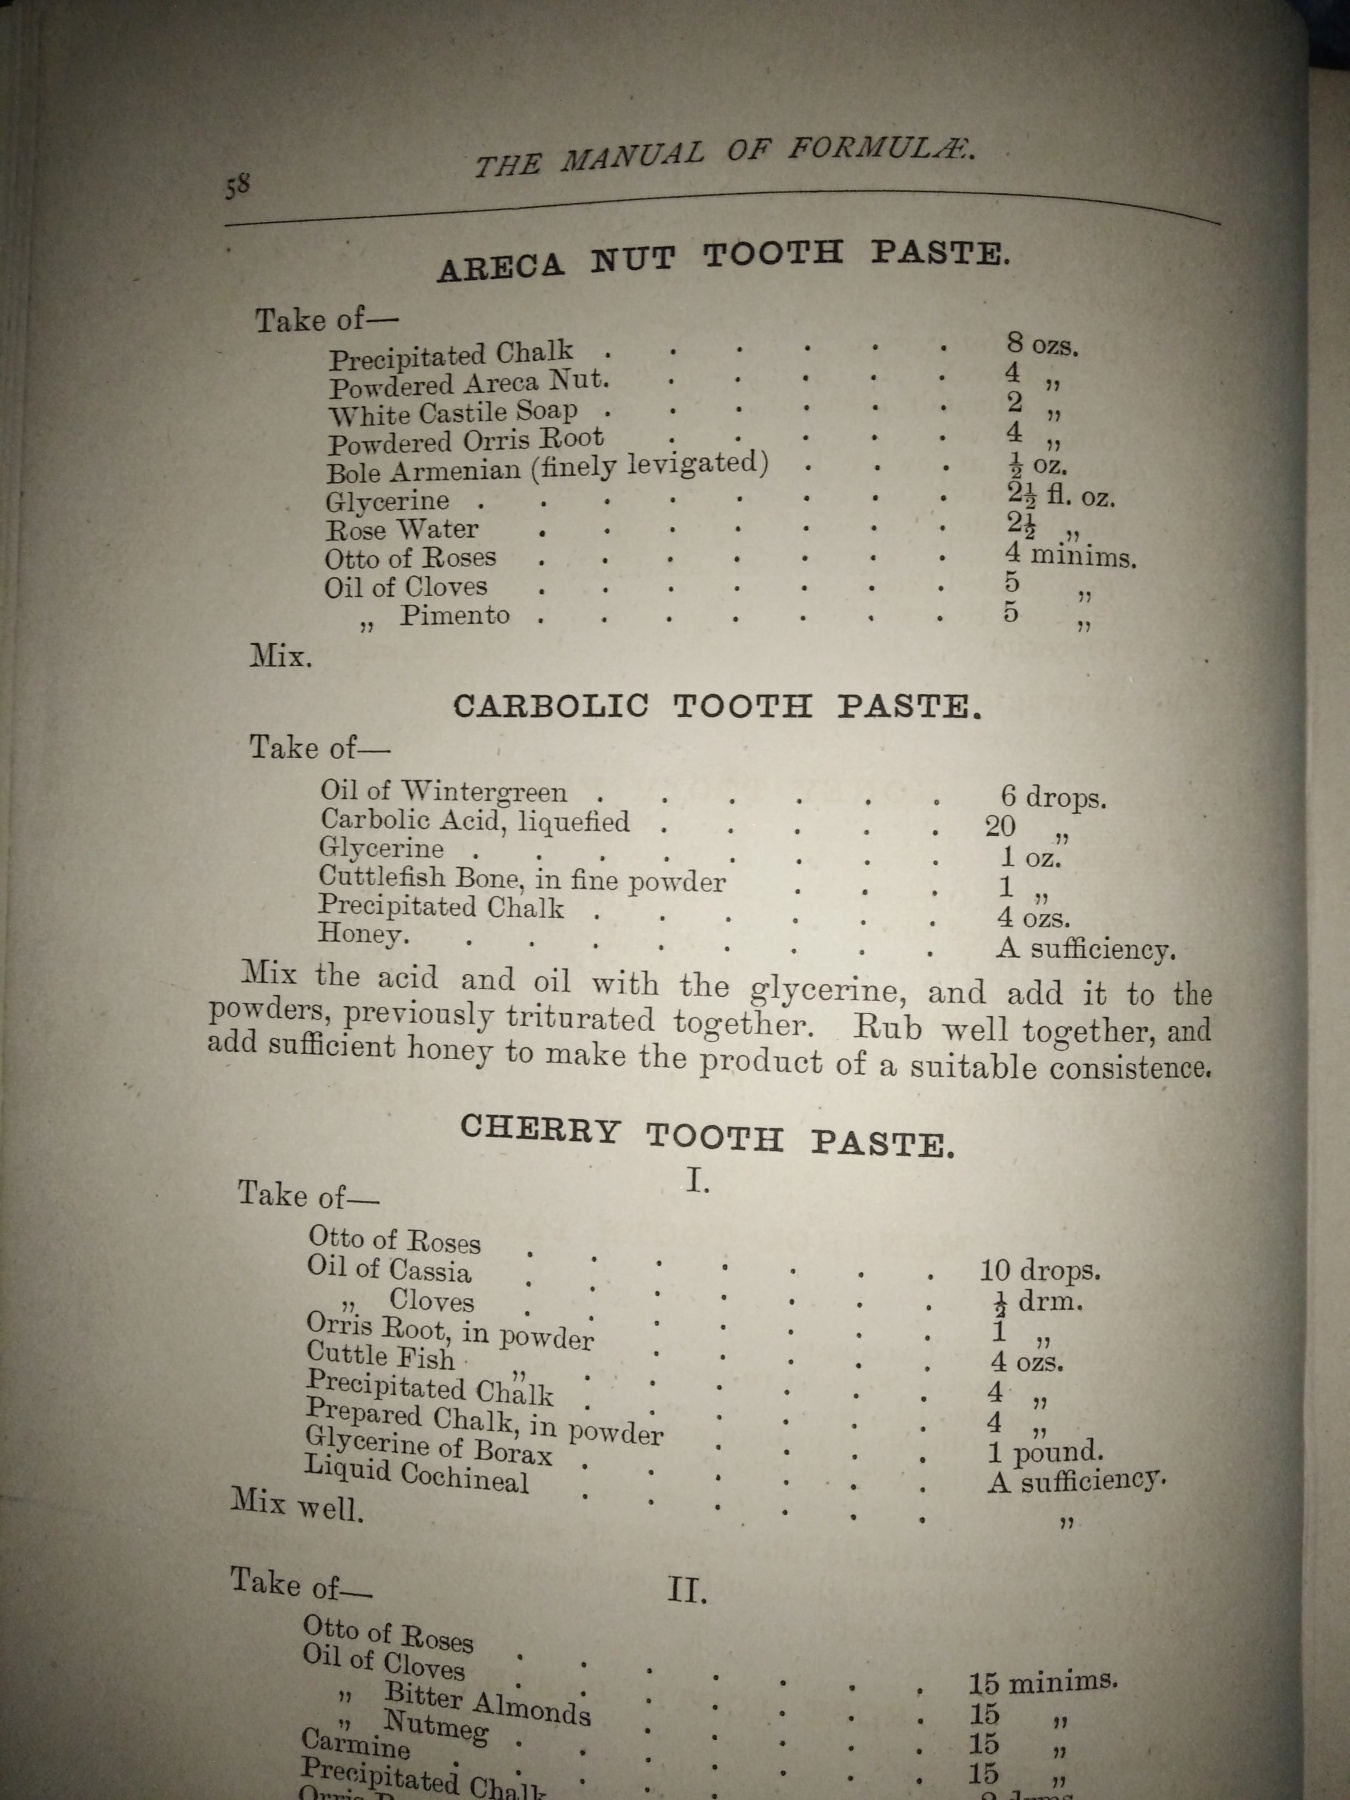 58
THE MANUAL OF FORMULÆ.
ARECA NUT TOOTH PASTE.
Take of—
Precipitated Chalk . . . . . . 8 ozs.
Powdered Areca Nut. . . . . . 4 „
White Castile Soap . . . . . . 2 „
Powdered Orris Root . . . . . 4 „
Bole Armenian (finely levigated) . . . ½ oz.
Glycerine . . . . . . . . 2½ fl. oz.
Rose Water . . . . . . . 2½ „
Otto of Roses . . . . . . . 4 minims.
Oil of Cloves . . . . . . . 5 „
„ Pimento . . . . . . . 5 „
Mix.
CARBOLIC TOOTH PASTE.
Take of—
Oil of Wintergreen . . . . . . 6 drops.
Carbolic Acid, liquefied . . . . . 20 „
Glycerine . . . . . . . . 1 oz.
Cuttlefish Bone, in fine powder . . . 1 „
Precipitated Chalk . . . . . . 4 ozs.
Honey. . . . . . . . . A sufficiency.
Mix the acid and oil with the glycerine, and add it to the
powders, previously triturated together. Rub well together, and
add sufficient honey to make the product of a suitable consistence.
CHERRY TOOTH PASTE.
I.
Take of—
Otto of Roses . . . . . . . 10 drops.
Oil of Cassia . . . . . . . ½ drm.
„ Cloves . . . . . . . 1 „
Orris Root, in powder . . . . . 4 ozs.
Cuttle Fish „ . . . . . . 4 „
Precipitated Chalk . . . . . . 4 „
Prepared Chalk, in powder . . . . 1 pound.
Glycerine of Borax . . . . . . A sufficiency.
Liquid Cochineal . . . . . . „
Mix well.
II.
Take of—
Otto of Roses . . . . . . . 15 minims.
Oil of Cloves . . . . . . . 15 „
„ Bitter Almonds . . . . . 15 „
„ Nutmeg . . . . . . . 15 „
Carmine
Precipitated Chalk